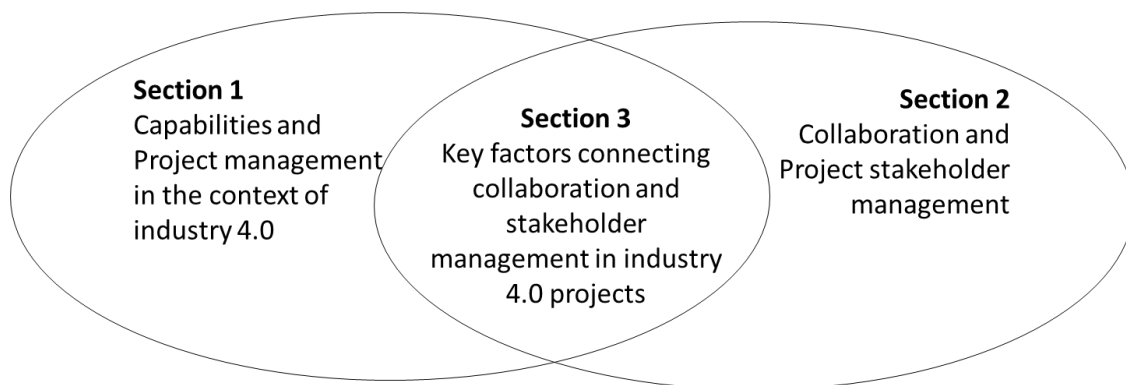 Section 1
Capabilities and
Project management
in the context of
industry 4.0
Section 3
Key factors connecting
collaboration and
stakeholder
management in industry
4.0 projects
Section 2
Collaboration and
Project stakeholder
management